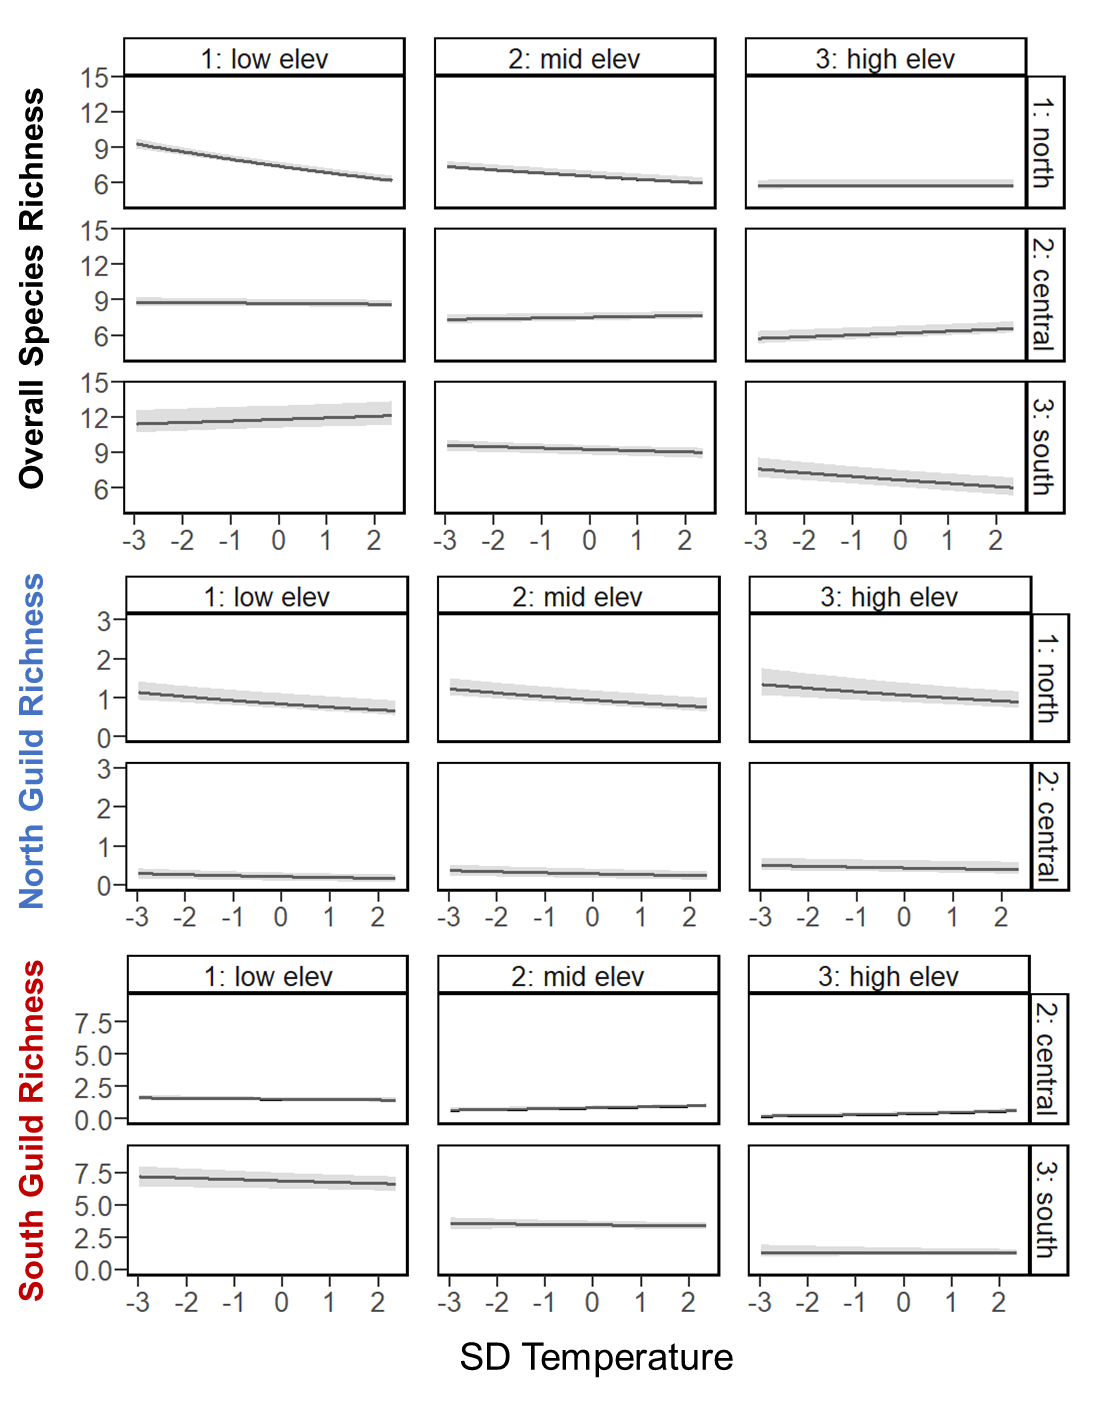 Overall Species Richness
1: low elev
2: mid elev
3: high elev
15
12
9
6
1: north
15
12
9
6
2: central
15
12
9
6
3: south
-3 -2 -1 0 1 2
-3 -2 -1 0 1 2
-3 -2 -1 0 1 2
North Guild Richness
1: low elev
2: mid elev
3: high elev
3
2
1
0
1: north
3
2
1
0
2: central
-3 -2 -1 0 1 2
-3 -2 -1 0 1 2
-3 -2 -1 0 1 2
South Guild Richness
1: low elev
2: mid elev
3: high elev
7.5
5.0
2.5
0.0
2: central
7.5
5.0
2.5
0.0
3: south
-3 -2 -1 0 1 2
-3 -2 -1 0 1 2
-3 -2 -1 0 1 2
SD Temperature